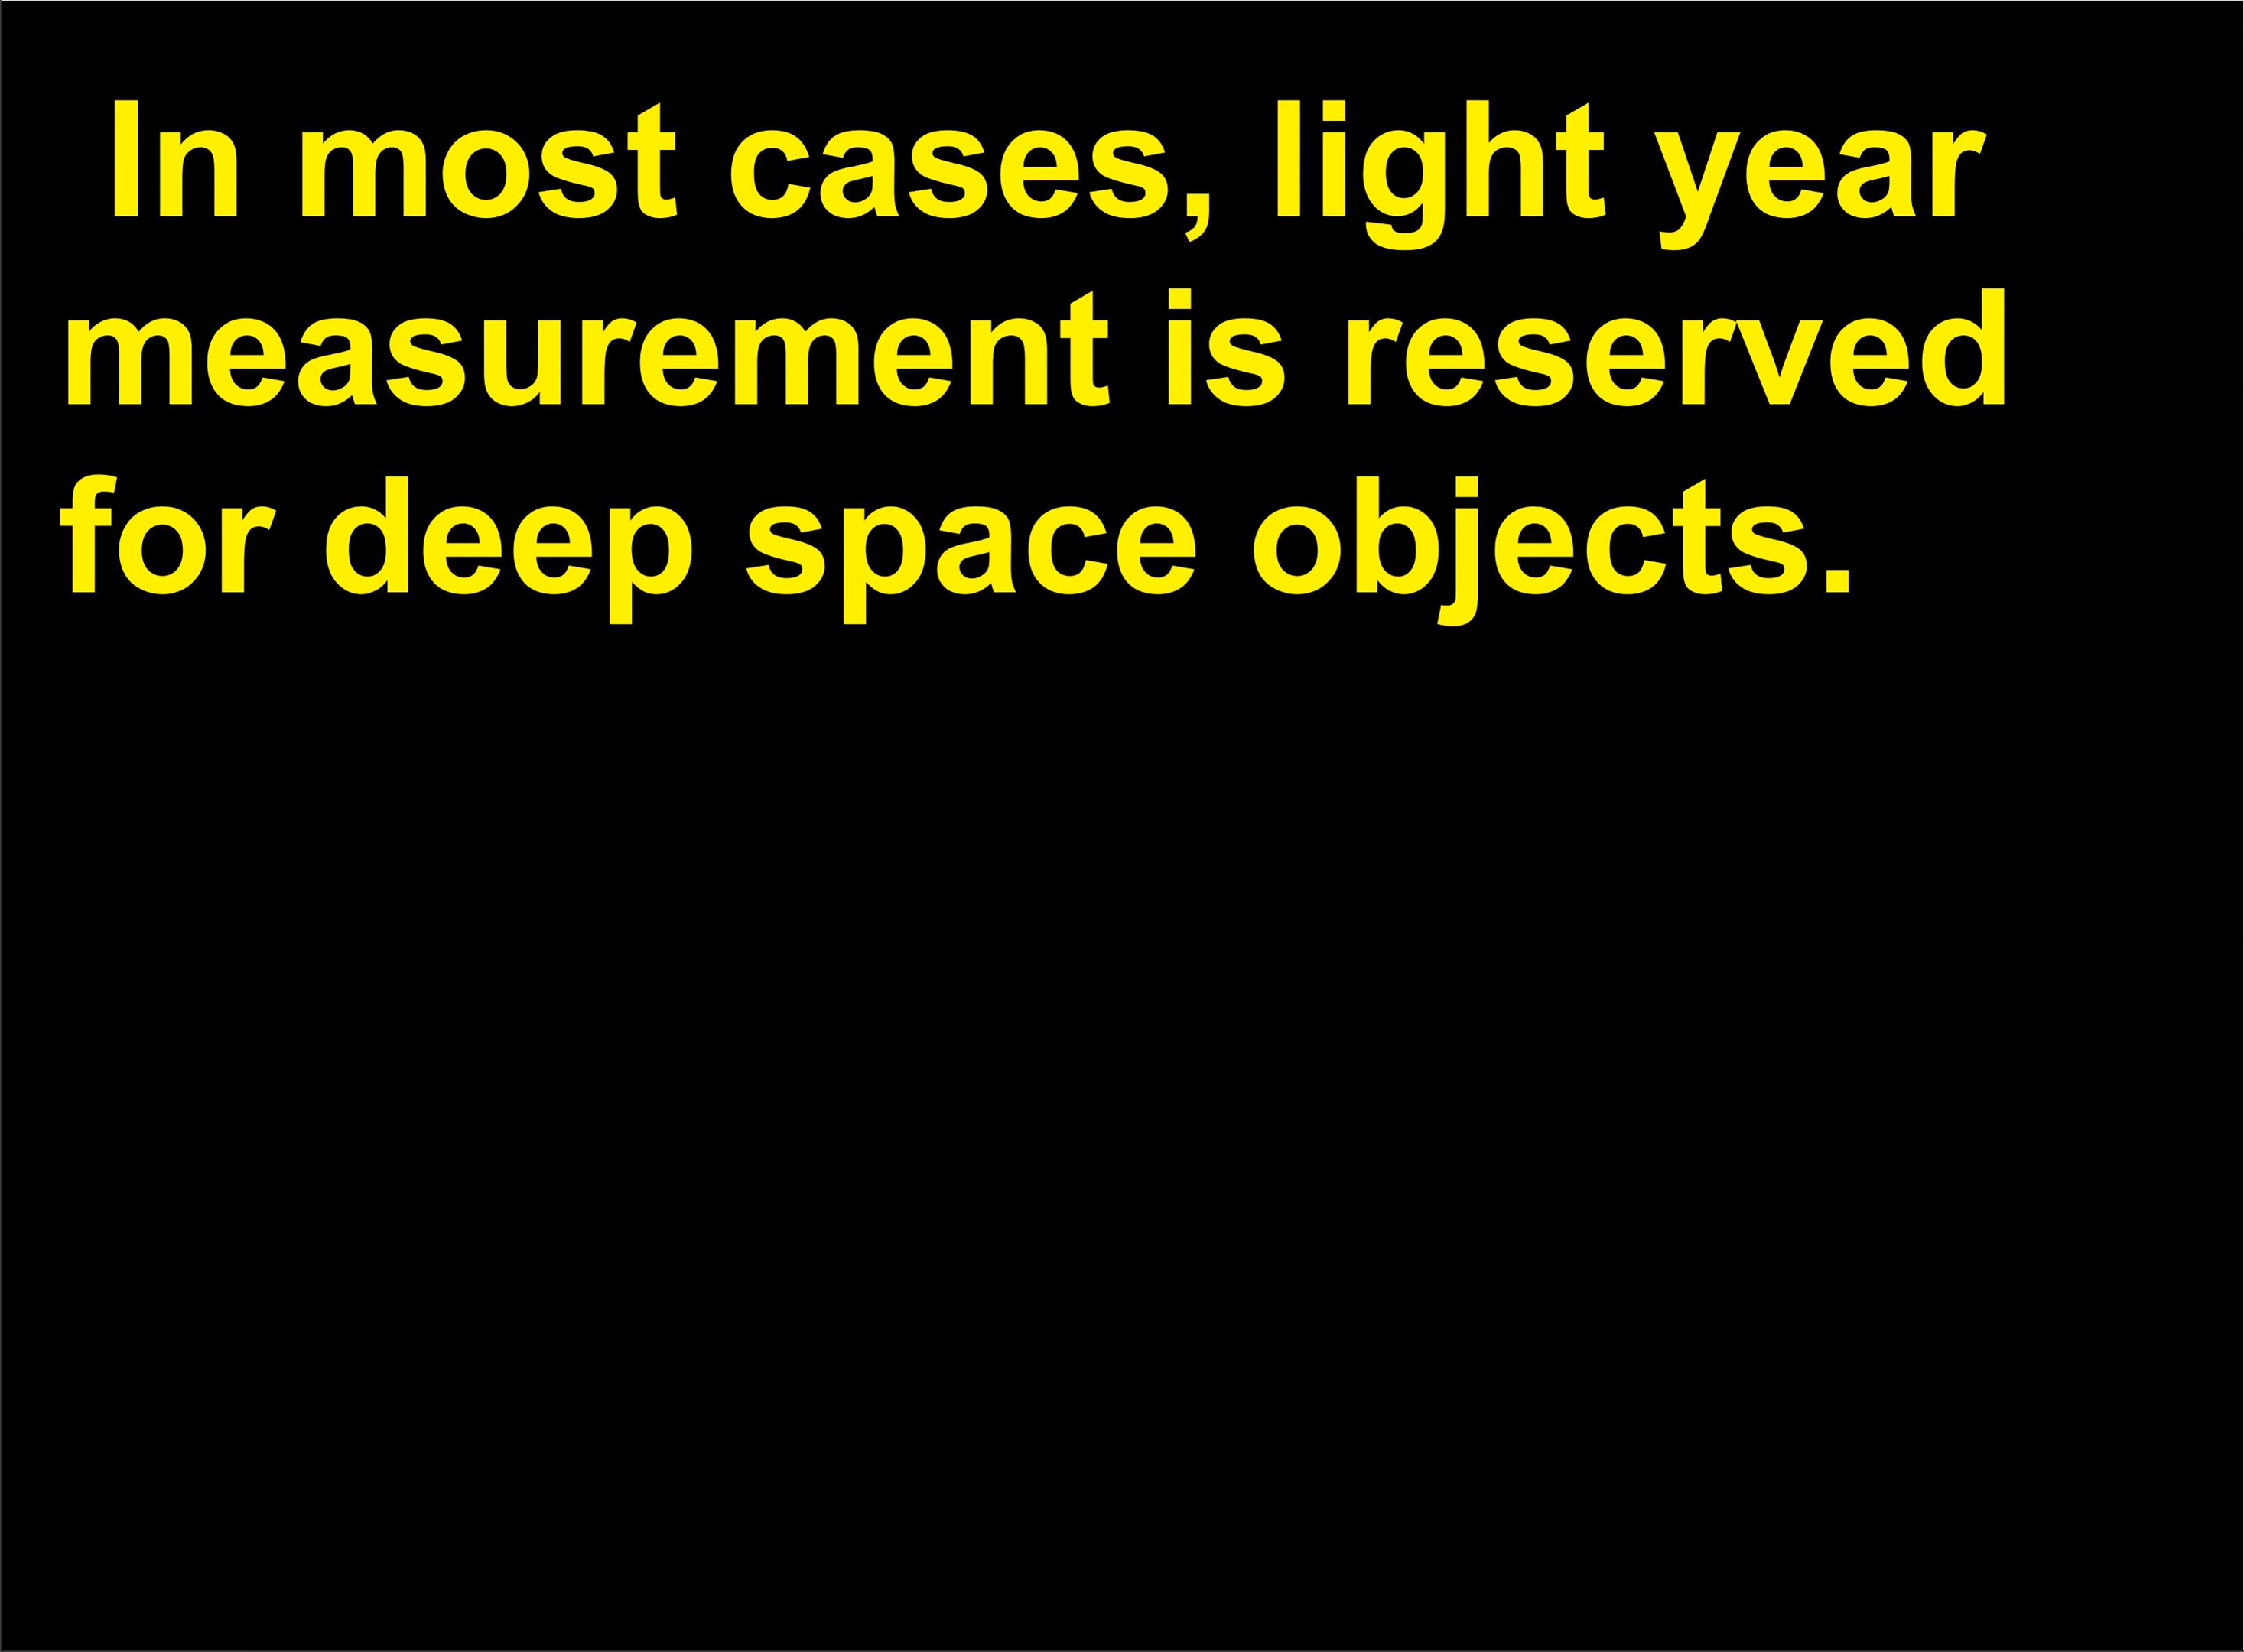 In most cases, light year
measurement is reserved
for deep space objects.